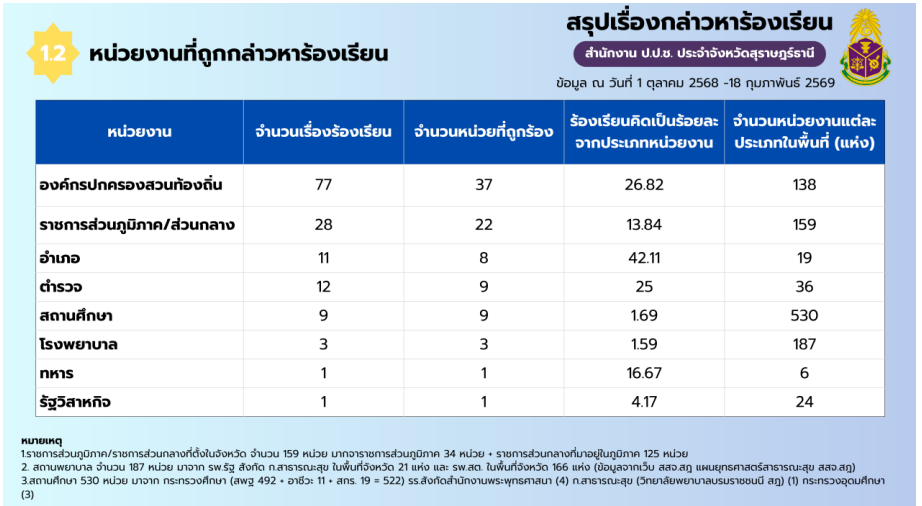 สรุปเรื่องกล่าวหาร้องเรียน
1.2 หน่วยงานที่ถูกกล่าวหาร้องเรียน
สำนักงาน ป.ป.ช. ประจำจังหวัดสุราษฎร์ธานี
ข้อมูล ณ วันที่ 1 ตุลาคม 2568 -18 กุมภาพันธ์ 2569
หน่วยงาน จำนวนเรื่องร้องเรียน จำนวนหน่วยที่ถูกร้อง ร้องเรียนคิดเป็นร้อยละ จำนวนหน่วยงานแต่ละ
จากประเภทหน่วยงาน ประเภทในพื้นที่ (แห่ง)
องค์กรปกครองสวนท้องถิ่น 77 37 26.82 138
ราชการส่วนภูมิภาค/ส่วนกลาง 28 22 13.84 159
อำเภอ 11 8 42.11 19
ตำรวจ 12 9 25 36
สถานศึกษา 9 9 1.69 530
โรงพยาบาล 3 3 1.59 187
ทหาร 1 1 16.67 6
รัฐวิสาหกิจ 1 1 4.17 24
หมายเหตุ
1.ราชการส่วนภูมิภาค/ราชการส่วนกลางที่ตั้งในจังหวัด จำนวน 159 หน่วย มากจาราชการส่วนภูมิภาค 34 หน่วย + ราชการส่วนกลางที่มาอยู่ในภูมิภาค 125 หน่วย
2. สถานพยาบาล จำนวน 187 หน่วย มาจาก รพ.รัฐ สังกัด ก.สาธารณะสุข ในพื้นที่จังหวัด 21 แห่ง และ รพ.สต. ในพื้นที่จังหวัด 166 แห่ง (ข้อมูลจากเว็บ สสจ.สฎ แผนยุทธศาสตร์สาธารณะสุข สสจ.สฎ)
3.สถานศึกษา 530 หน่วย มาจาก กระทรวงศึกษา (สพฐ 492 + อาชีวะ 11 + สกร. 19 = 522) รร.สังกัดสำนักงานพระพุทธศาสนา (4) ก.สาธารณะสุข (วิทยาลัยพยาบาลบรมราชชนนี สฎ) (1) กระทรวงอุดมศึกษา
(3)